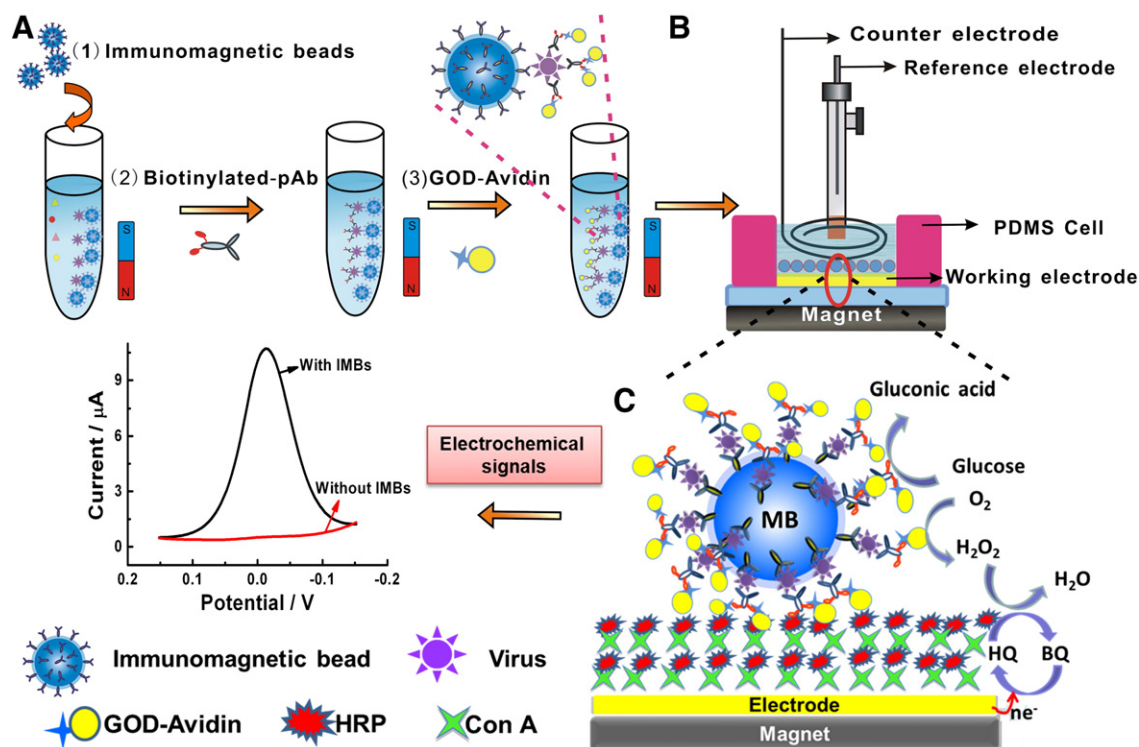 A
(1) Immunomagnetic beads
(2) Biotinylated-pAb
(3) GOD-Avidin
S
N
S
N
S
N
B
Counter electrode
Reference electrode
PDMS Cell
Working electrode
Magnet
Current / μA
9
6
3
0
With IMBs
Without IMBs
0.2
0.1
0.0
-0.1
-0.2
Potential / V
Electrochemical
signals
C
Gluconic acid
Glucose
O₂
H₂O₂
H₂O
HQ
BQ
ne⁻
MB
Electrode
Magnet
Immunomagnetic bead
Virus
GOD-Avidin
HRP
Con A